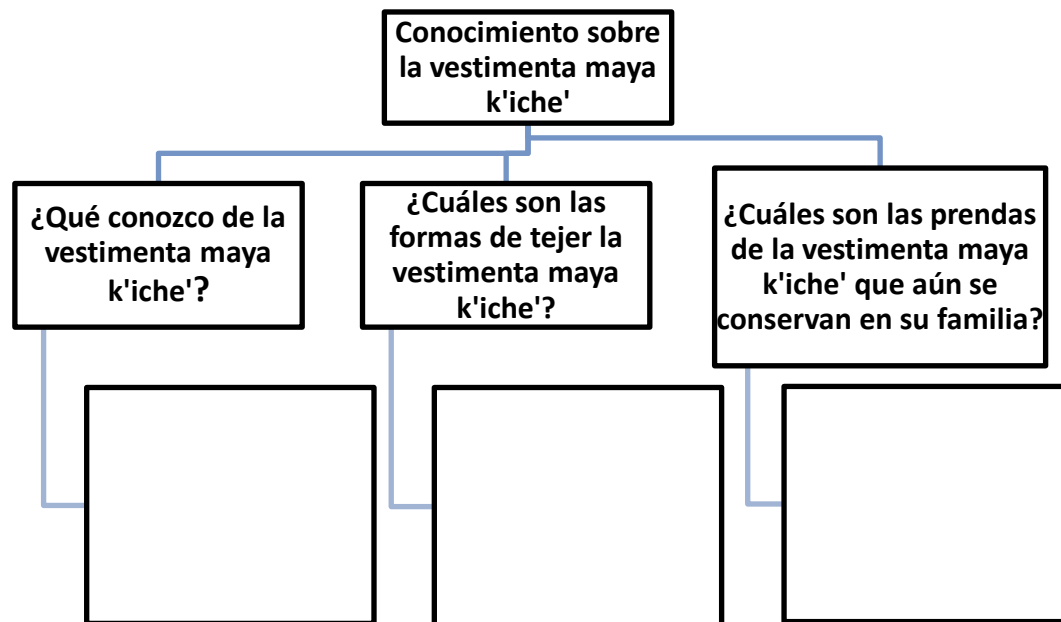 Conocimiento sobre
la vestimenta maya
k'iche'
¿Qué conozco de la
vestimenta maya
k'iche'?
¿Cuáles son las
formas de tejer la
vestimenta maya
k'iche'?
¿Cuáles son las prendas
de la vestimenta maya
k'iche' que aún se
conservan en su familia?